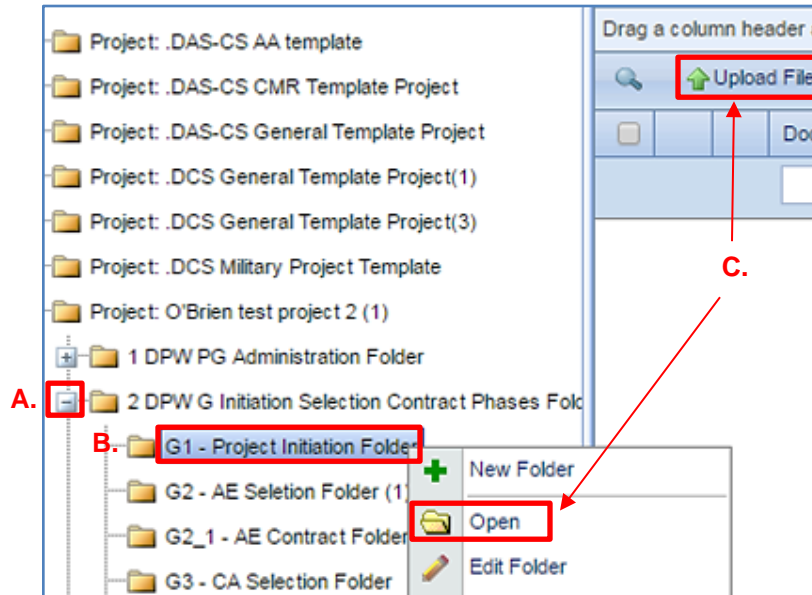 Project: .DAS-CS AA template
Project: .DAS-CS CMR Template Project
Project: .DAS-CS General Template Project
Project: .DCS General Template Project(1)
Project: .DCS General Template Project(3)
Project: .DCS Military Project Template
Project: O'Brien test project 2 (1)
1 DPW PG Administration Folder
A. 2 DPW G Initiation Selection Contract Phases Fold
B. G1 - Project Initiation Folder
G2 - AE Seletion Folder (1)
G2_1 - AE Contract Folder
G3 - CA Selection Folder
Drag a column header
Upload File
Do
C.
New Folder
Open
Edit Folder